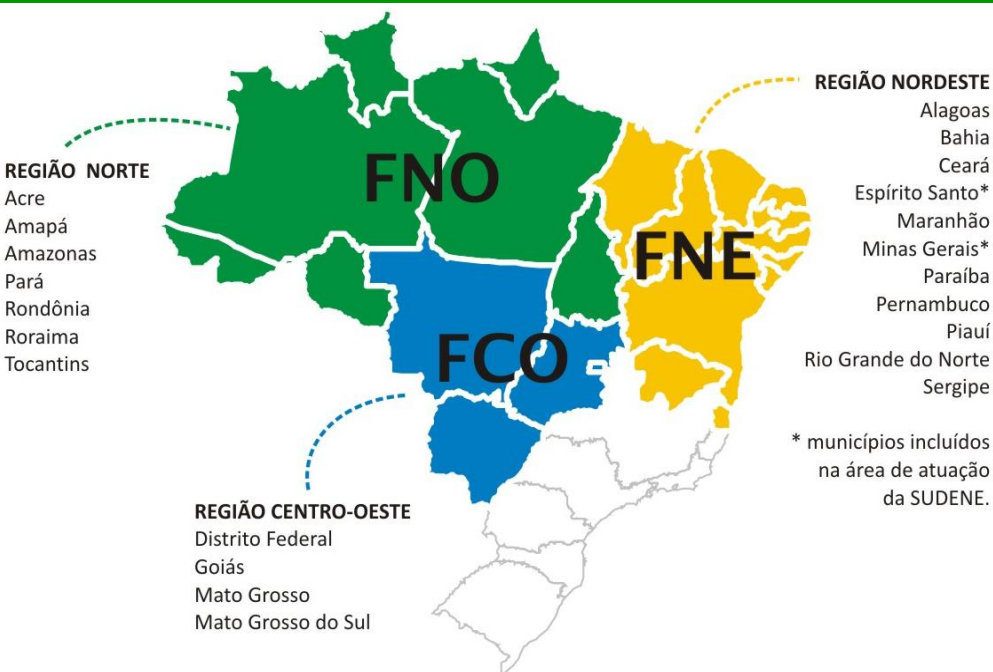 REGIÃO NORTE
Acre
Amapá
Amazonas
Pará
Rondônia
Roraima
Tocantins
FNO
FNE
FCO
REGIÃO NORDESTE
Alagoas
Bahia
Ceará
Espírito Santo*
Maranhão
Minas Gerais*
Paraíba
Pernambuco
Piauí
Rio Grande do Norte
Sergipe
* municípios incluídos
na área de atuação
da SUDENE.
REGIÃO CENTRO-OESTE
Distrito Federal
Goiás
Mato Grosso
Mato Grosso do Sul